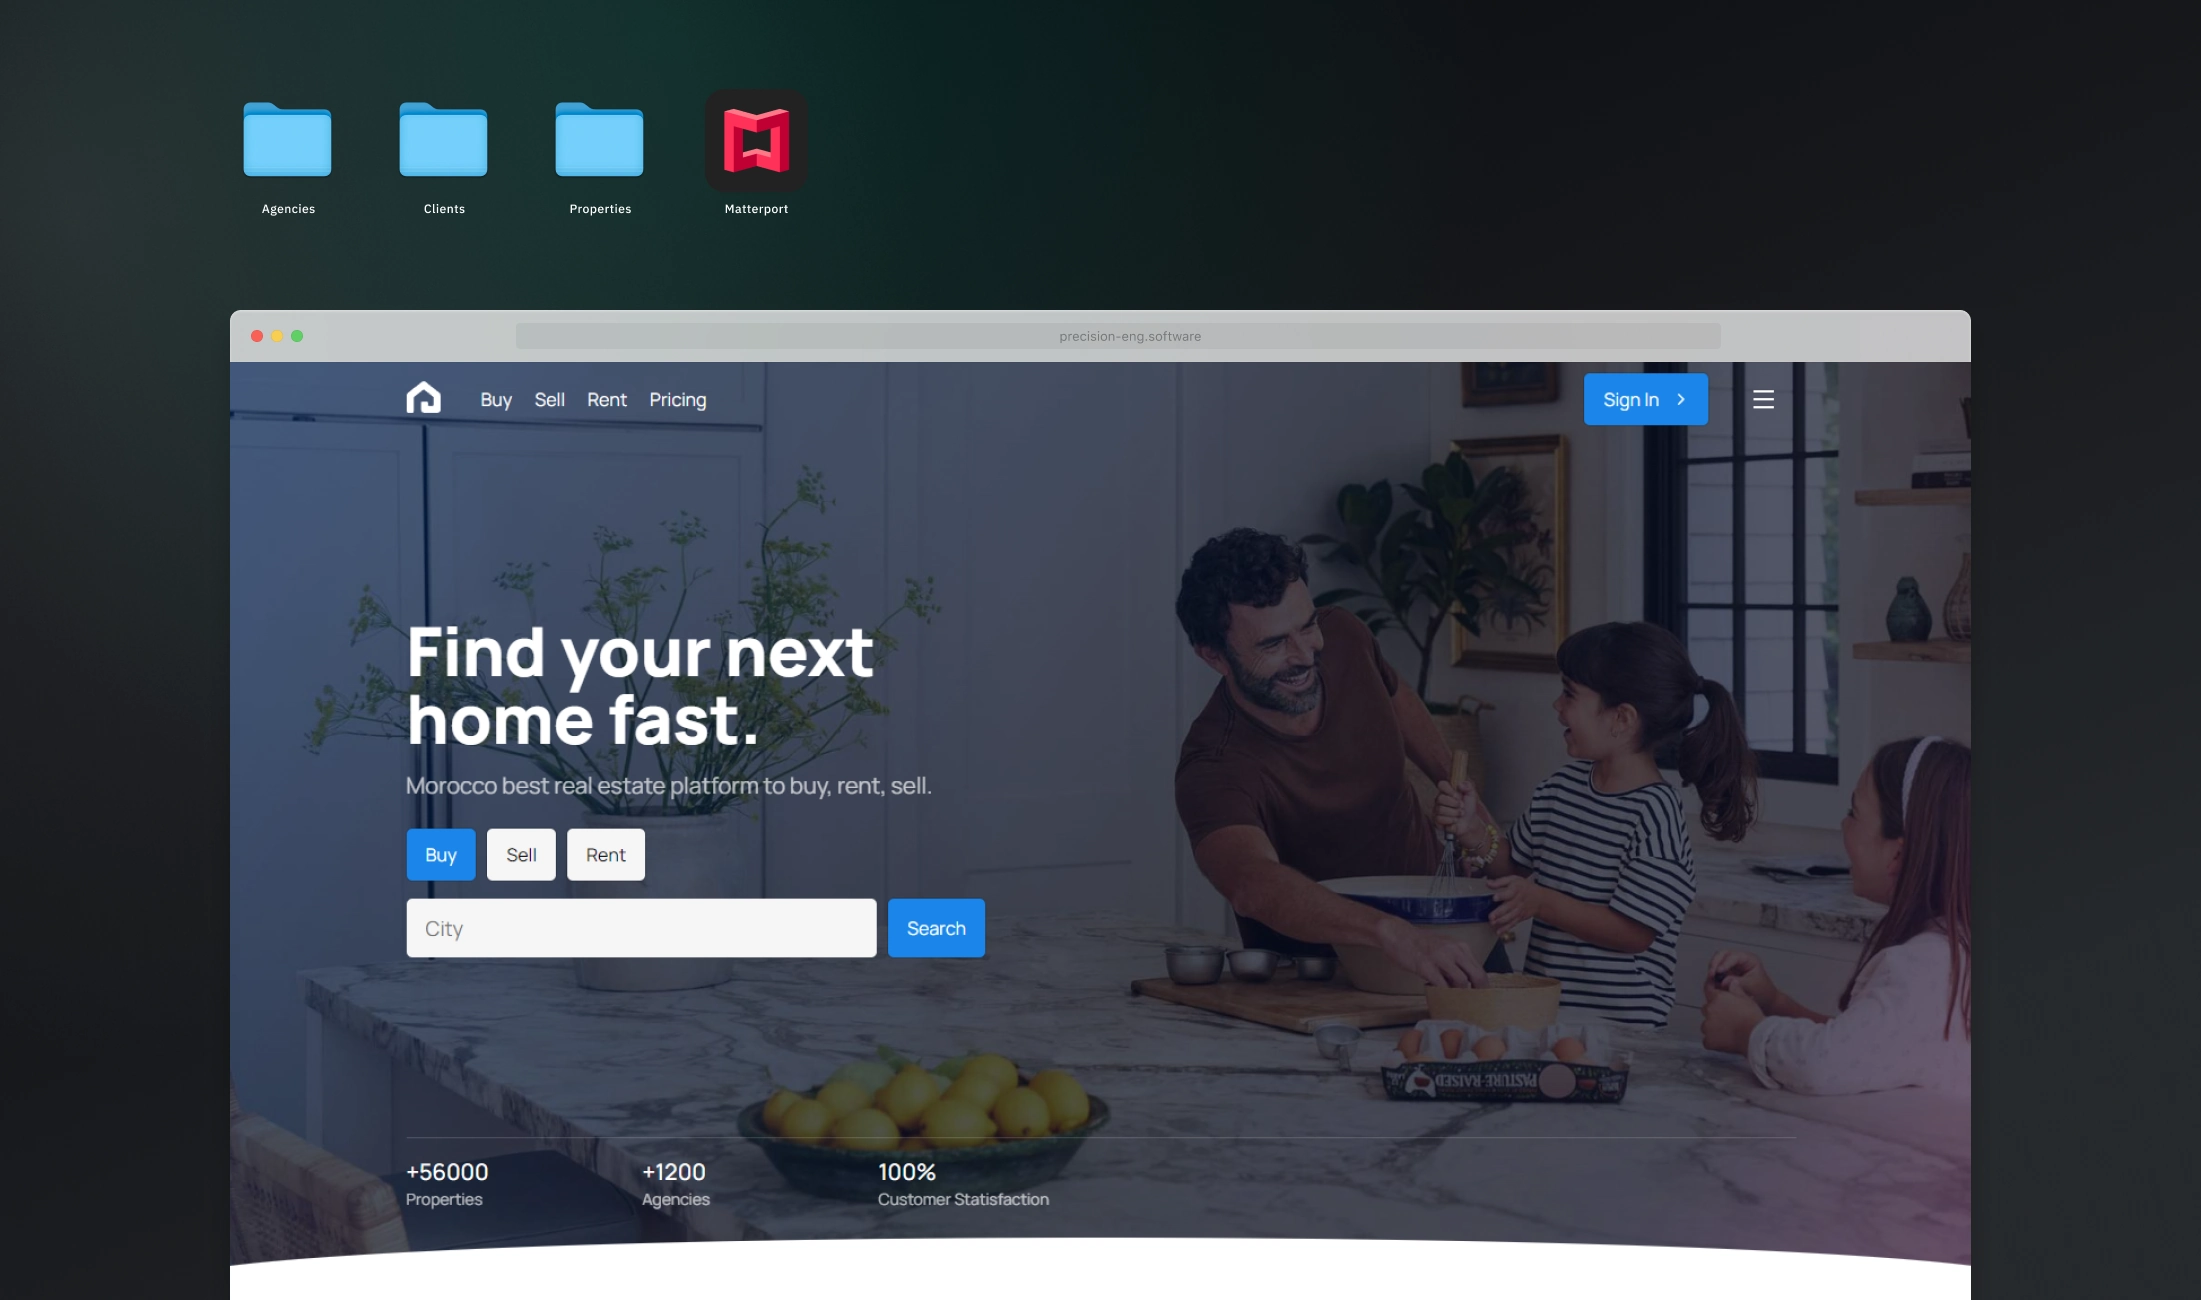 Agencies
Clients
Properties
Matterport
precision-eng.software
Buy
Sell
Rent
Pricing
Sign In
Find your next
home fast.
Morocco best real estate platform to buy, rent, sell.
Buy
Sell
Rent
City
Search
PASTURE-RAISED
+56000
+1200
100%
Properties
Agencies
Customer Statisfaction